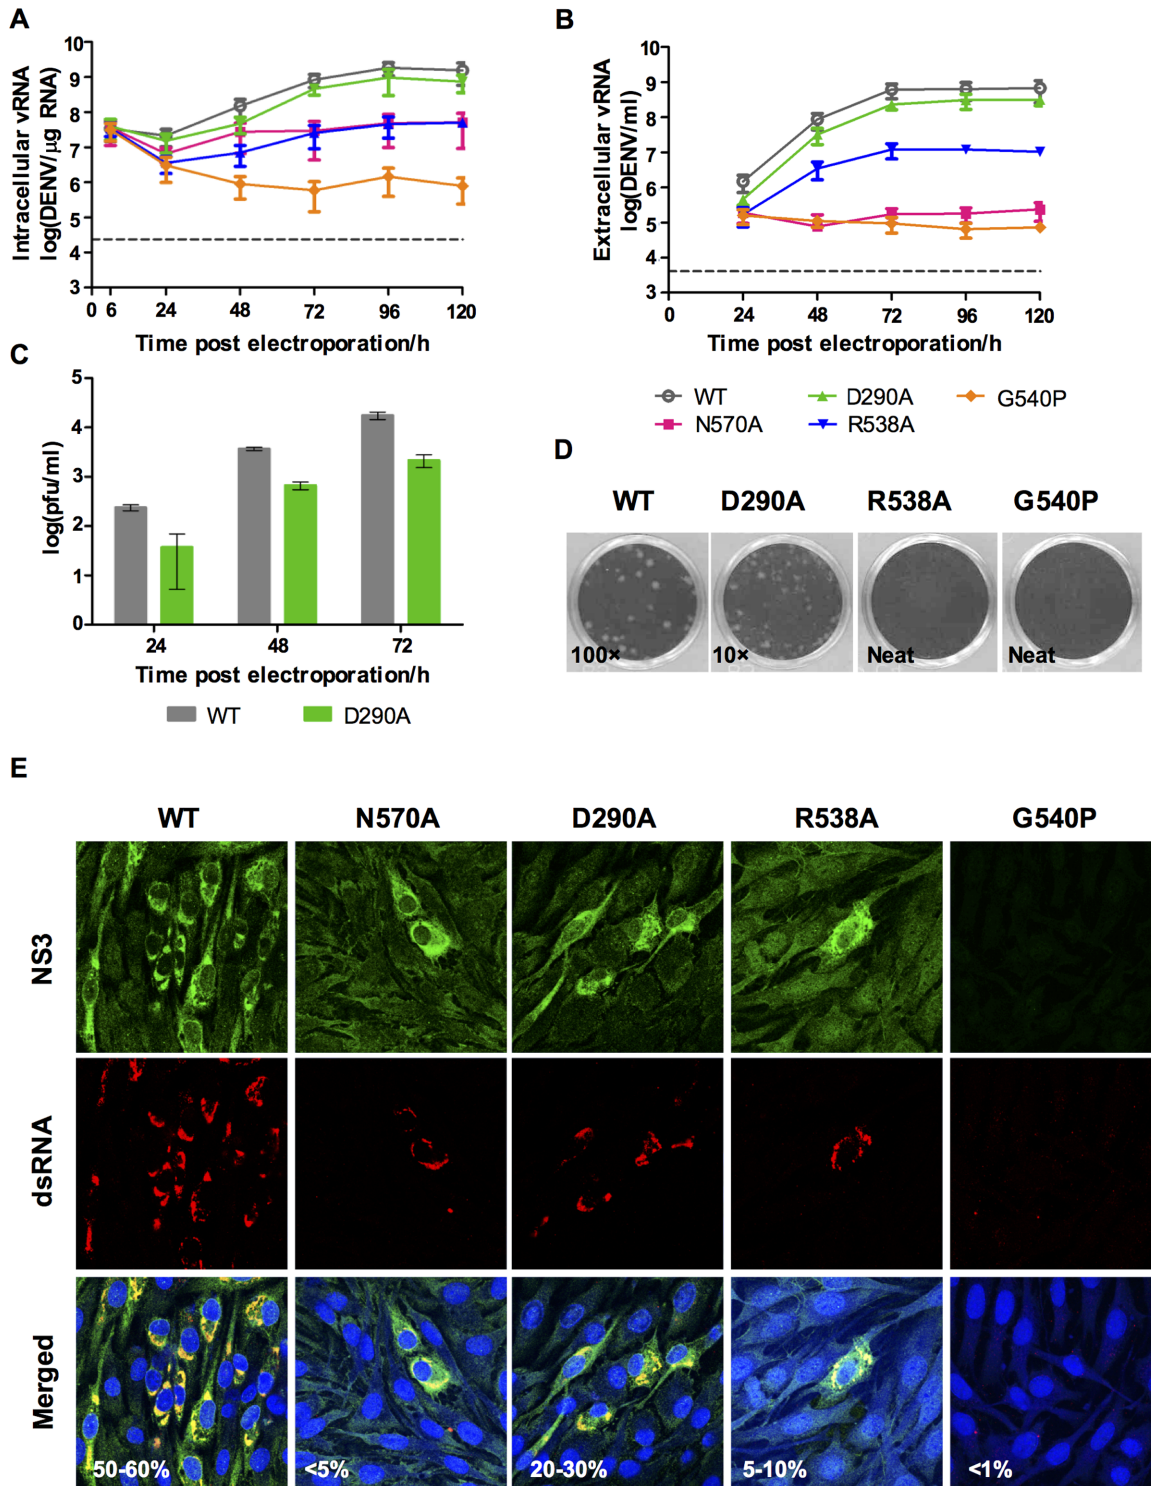 A
Intracellular vRNA
log(DENV/µg RNA)
10
9
8
7
6
5
4
3
0 6 24 48 72 96 120
Time post electroporation/h
B
Extracellular vRNA
log(DENV/ml)
10
9
8
7
6
5
4
3
0 24 48 72 96 120
Time post electroporation/h
WT D290A G540P
N570A R538A
C
log(pfu/ml)
5
4
3
2
1
0
24 48 72
Time post electroporation/h
WT D290A
D
WT D290A R538A G540P
100× 10× Neat Neat
E
WT N570A D290A R538A G540P
NS3
dsRNA
Merged
50-60% <5% 20-30% 5-10% <1%